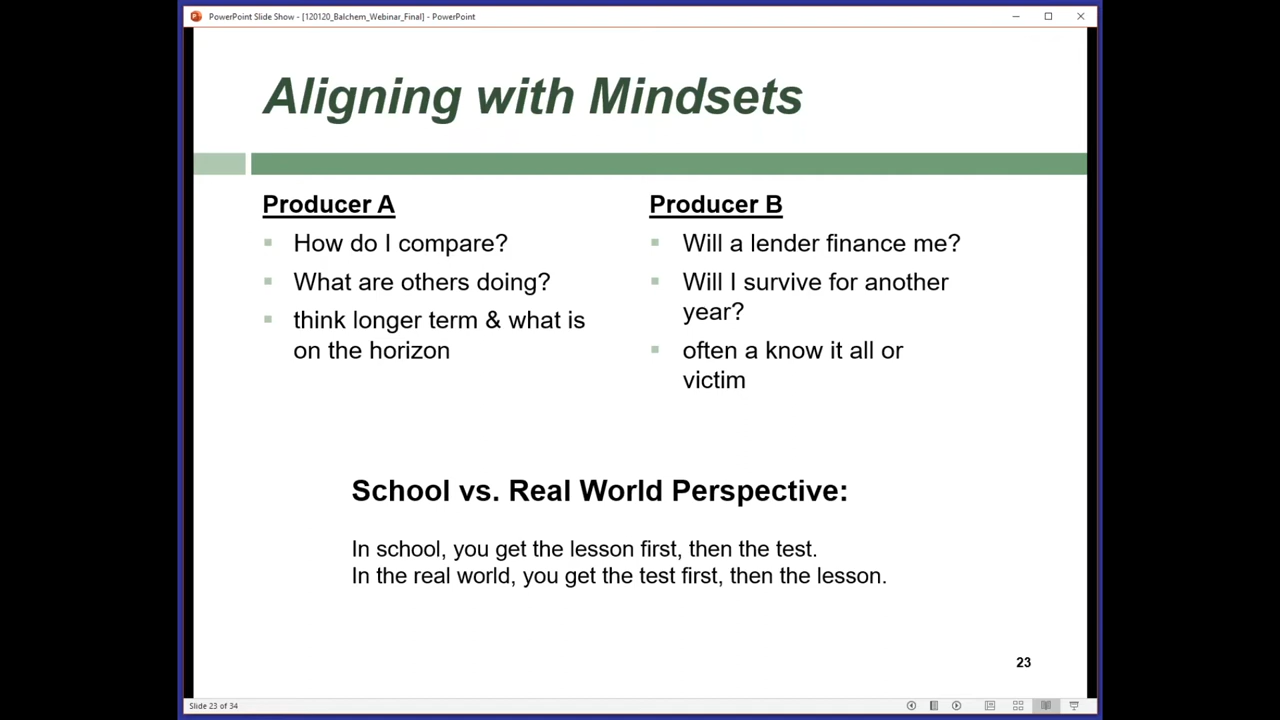 PowerPoint Slide Show - [120120_Balchem_Webinar_Final] - PowerPoint
Aligning with Mindsets
Producer A
How do I compare?
What are others doing?
think longer term & what is
on the horizon
Producer B
Will a lender finance me?
Will I survive for another
year?
often a know it all or
victim
School vs. Real World Perspective:
In school, you get the lesson first, then the test.
In the real world, you get the test first, then the lesson.
23
Slide 23 of 34